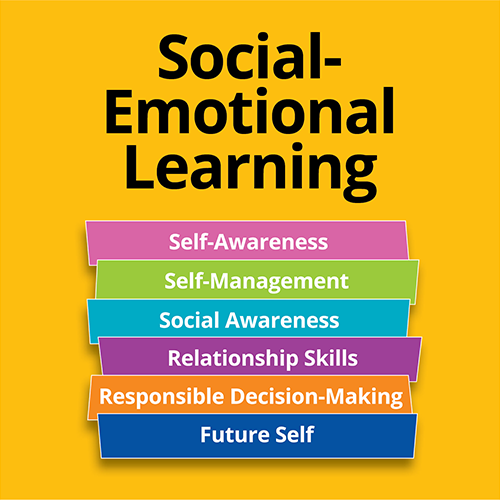 Social-
Emotional
Learning
Self-Awareness
Self-Management
Social Awareness
Relationship Skills
Responsible Decision-Making
Future Self